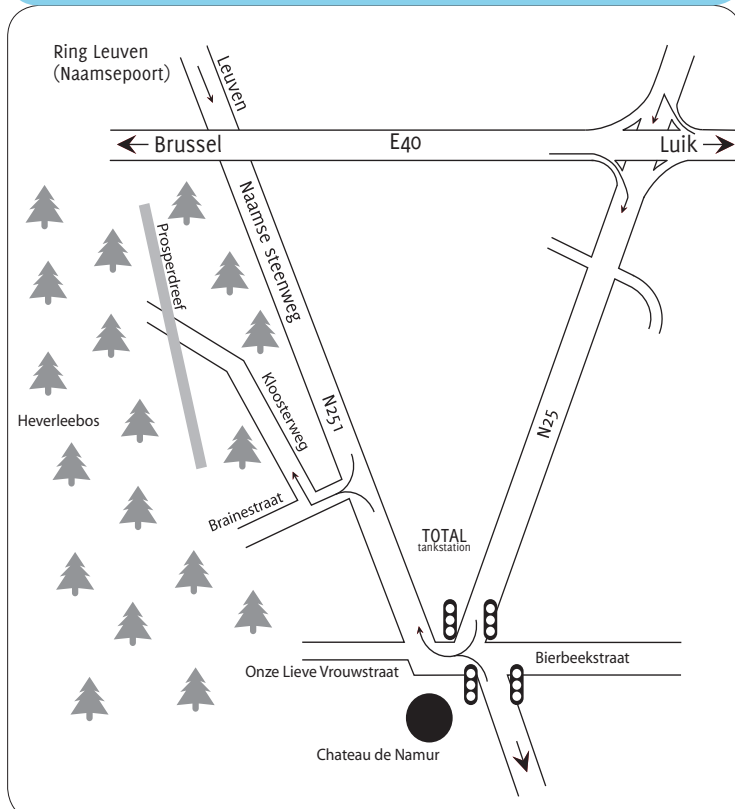 Ring Leuven
(Naamsepoort)
Leuven
Brussel
E40
Luik
Naamse steenweg
Prosperdreef
Kloosterweg
N251
N25
Heverleebos
Brainestraat
TOTAL
tankstation
Bierbeekstraat
Onze Lieve Vrouwstraat
Chateau de Namur